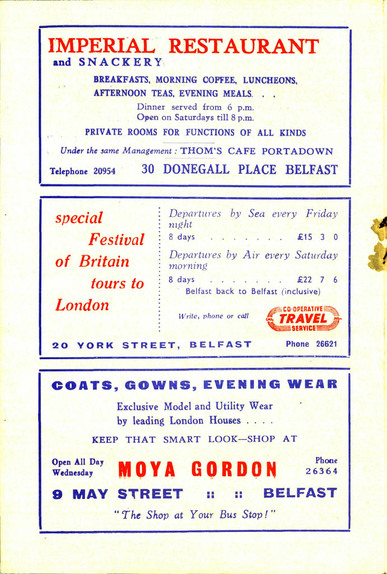 IMPERIAL RESTAURANT
and SNACKERY
BREAKFASTS, MORNING COFFEE, LUNCHEONS,
AFTERNOON TEAS, EVENING MEALS. . .
Dinner served from 6 p.m.
Open on Saturdays till 8 p.m.
PRIVATE ROOMS FOR FUNCTIONS OF ALL KINDS
Under the same Management : THOM'S CAFE PORTADOWN
Telephone 20954 30 DONEGALL PLACE BELFAST
special
Festival
of Britain
tours to
London
Departures by Sea every Friday
night
8 days . . . . . . . £15 3 0
Departures by Air every Saturday
morning
8 days . . . . . . . £22 7 6
Belfast back to Belfast (inclusive)
Write, phone or call
CO-OPERATIVE
TRAVEL
SERVICE
20 YORK STREET, BELFAST Phone 26621
COATS, GOWNS, EVENING WEAR
Exclusive Model and Utility Wear
by leading London Houses . . . .
KEEP THAT SMART LOOK—SHOP AT
Open All Day
Wednesday
MOYA GORDON
Phone
26364
9 MAY STREET :: :: BELFAST
"The Shop at Your Bus Stop!"